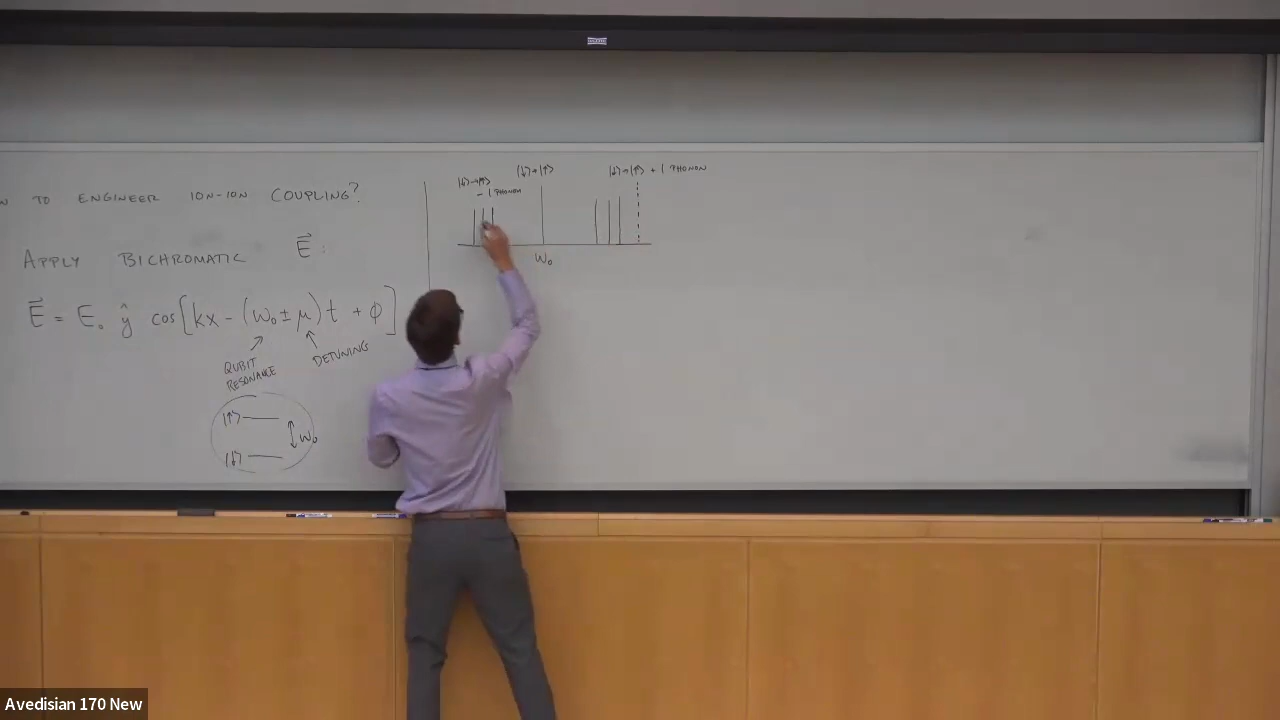 TO ENGINEER ION-ION COUPLING?
APPLY BICHROMATIC E⃗ :
E⃗ = E₀ ŷ cos[kx - (ω₀ ± μ)t + ϕ]
QUBIT
RESONANCE
DETUNING
|↑⟩
ω₀
|↓⟩
|↓⟩→|↑⟩
- 1 PHONON
|↓⟩→|↑⟩
|↓⟩→|↑⟩ + 1 PHONON
ω₀
Avedisian 170 New